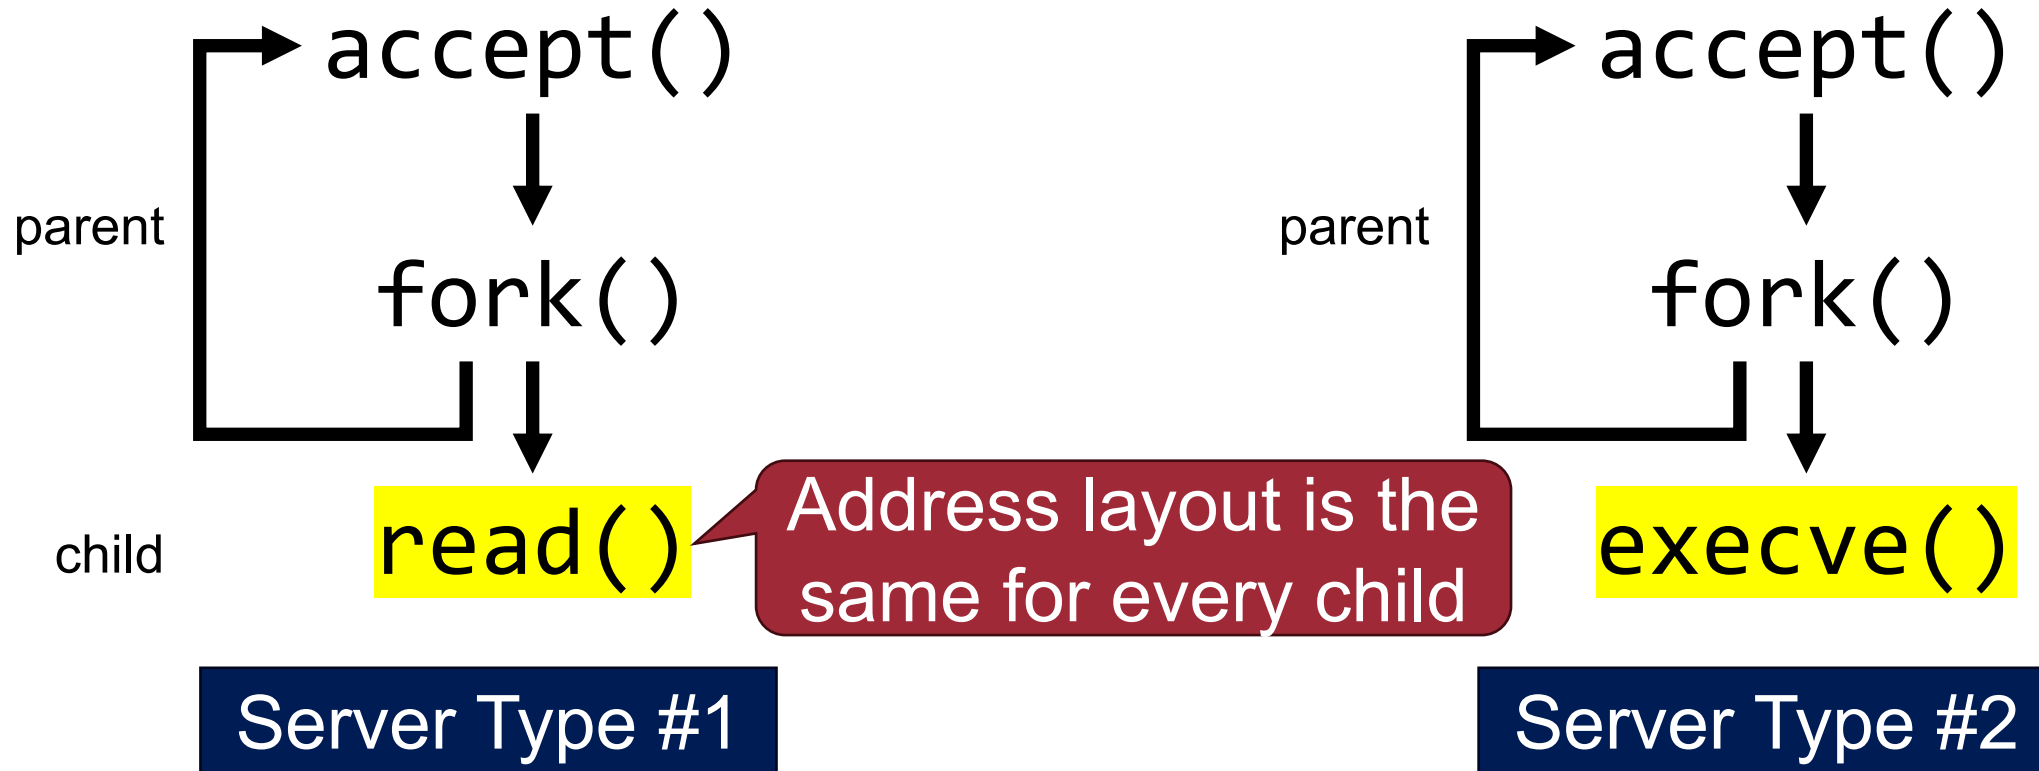 accept()
parent
fork()
child
read()
Address layout is the
same for every child
Server Type #1
accept()
parent
fork()
execve()
Server Type #2